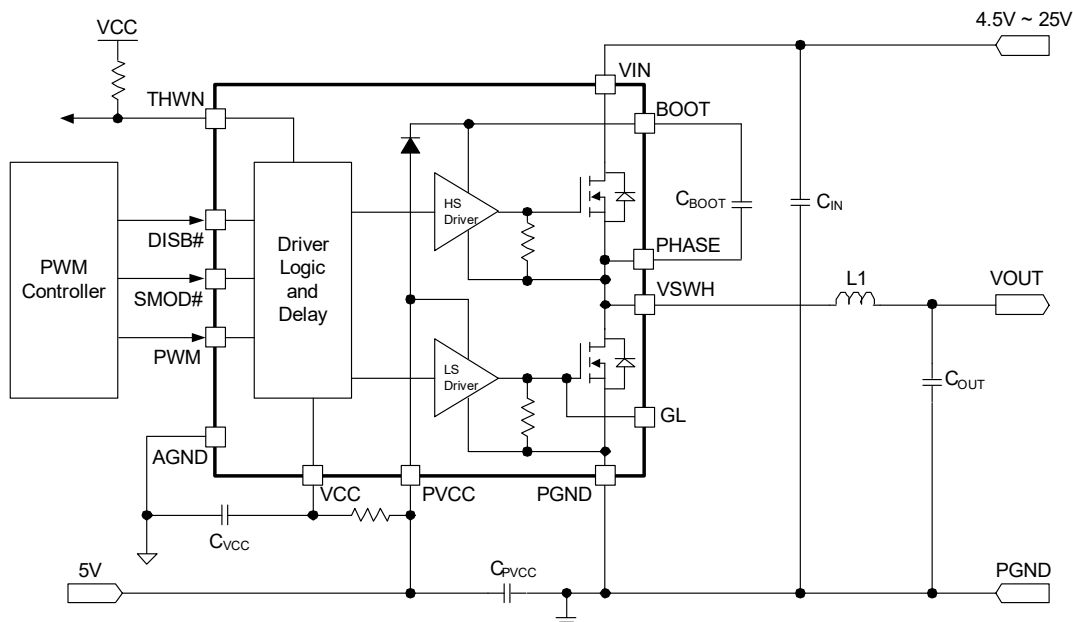 4.5V ~ 25V
VCC
VIN
THWN
BOOT
HS
Driver
CBOOT
CIN
DISB#
PWM
Controller
Driver
Logic
and
Delay
SMOD#
PHASE
VSWH
L1
VOUT
PWM
LS
Driver
COUT
GL
AGND
VCC
PVCC
PGND
CVCC
5V
CPVCC
PGND